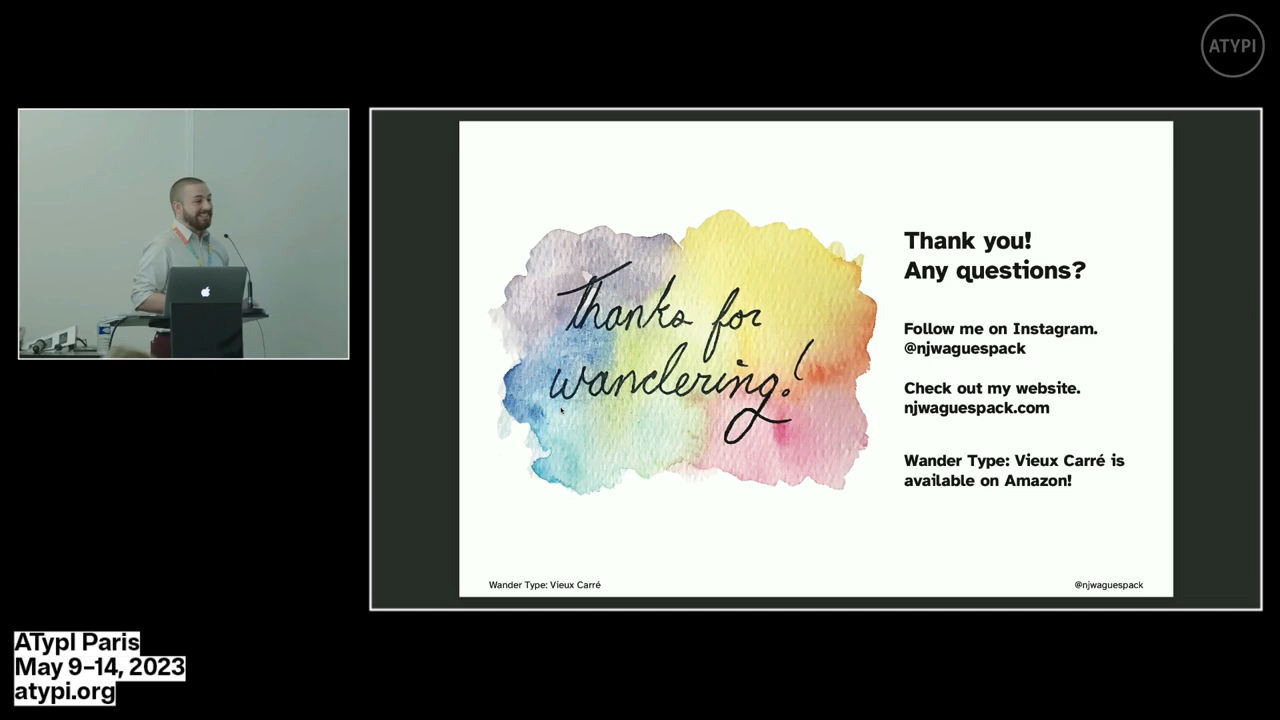 ATYPI
Thanks for
wandering!
Thank you!
Any questions?
Follow me on Instagram.
@njwaguespack
Check out my website.
njwaguespack.com
Wander Type: Vieux Carré is
available on Amazon!
Wander Type: Vieux Carré
@njwaguespack
ATypI Paris
May 9–14, 2023
atypi.org